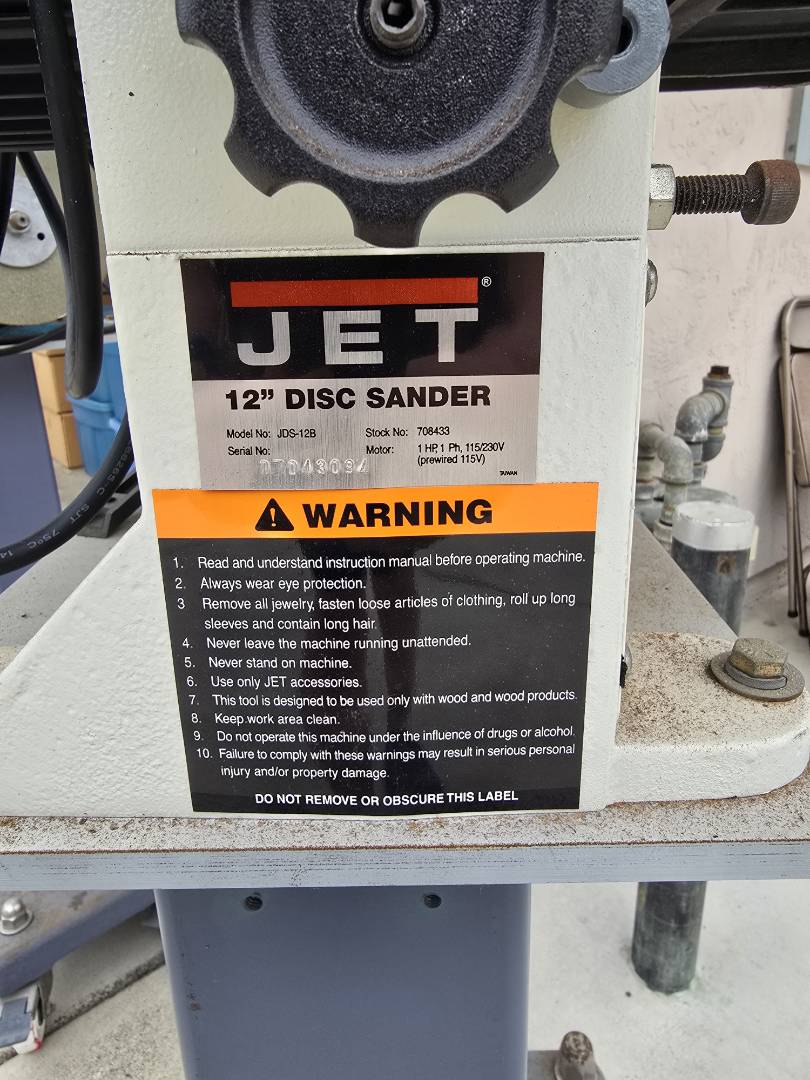 JET®
12” DISC SANDER
Model No: JDS-12B Stock No: 708433
Serial No: Motor: 1 HP, 1 Ph, 115/230V
07043094 (prewired 115V)
TAIWAN
WARNING
1. Read and understand instruction manual before operating machine.
2. Always wear eye protection.
3 Remove all jewelry, fasten loose articles of clothing, roll up long
sleeves and contain long hair.
4. Never leave the machine running unattended.
5. Never stand on machine.
6. Use only JET accessories.
7. This tool is designed to be used only with wood and wood products.
8. Keep work area clean.
9. Do not operate this machine under the influence of drugs or alcohol.
10. Failure to comply with these warnings may result in serious personal
injury and/or property damage.
DO NOT REMOVE OR OBSCURE THIS LABEL
SJT 75°C 14